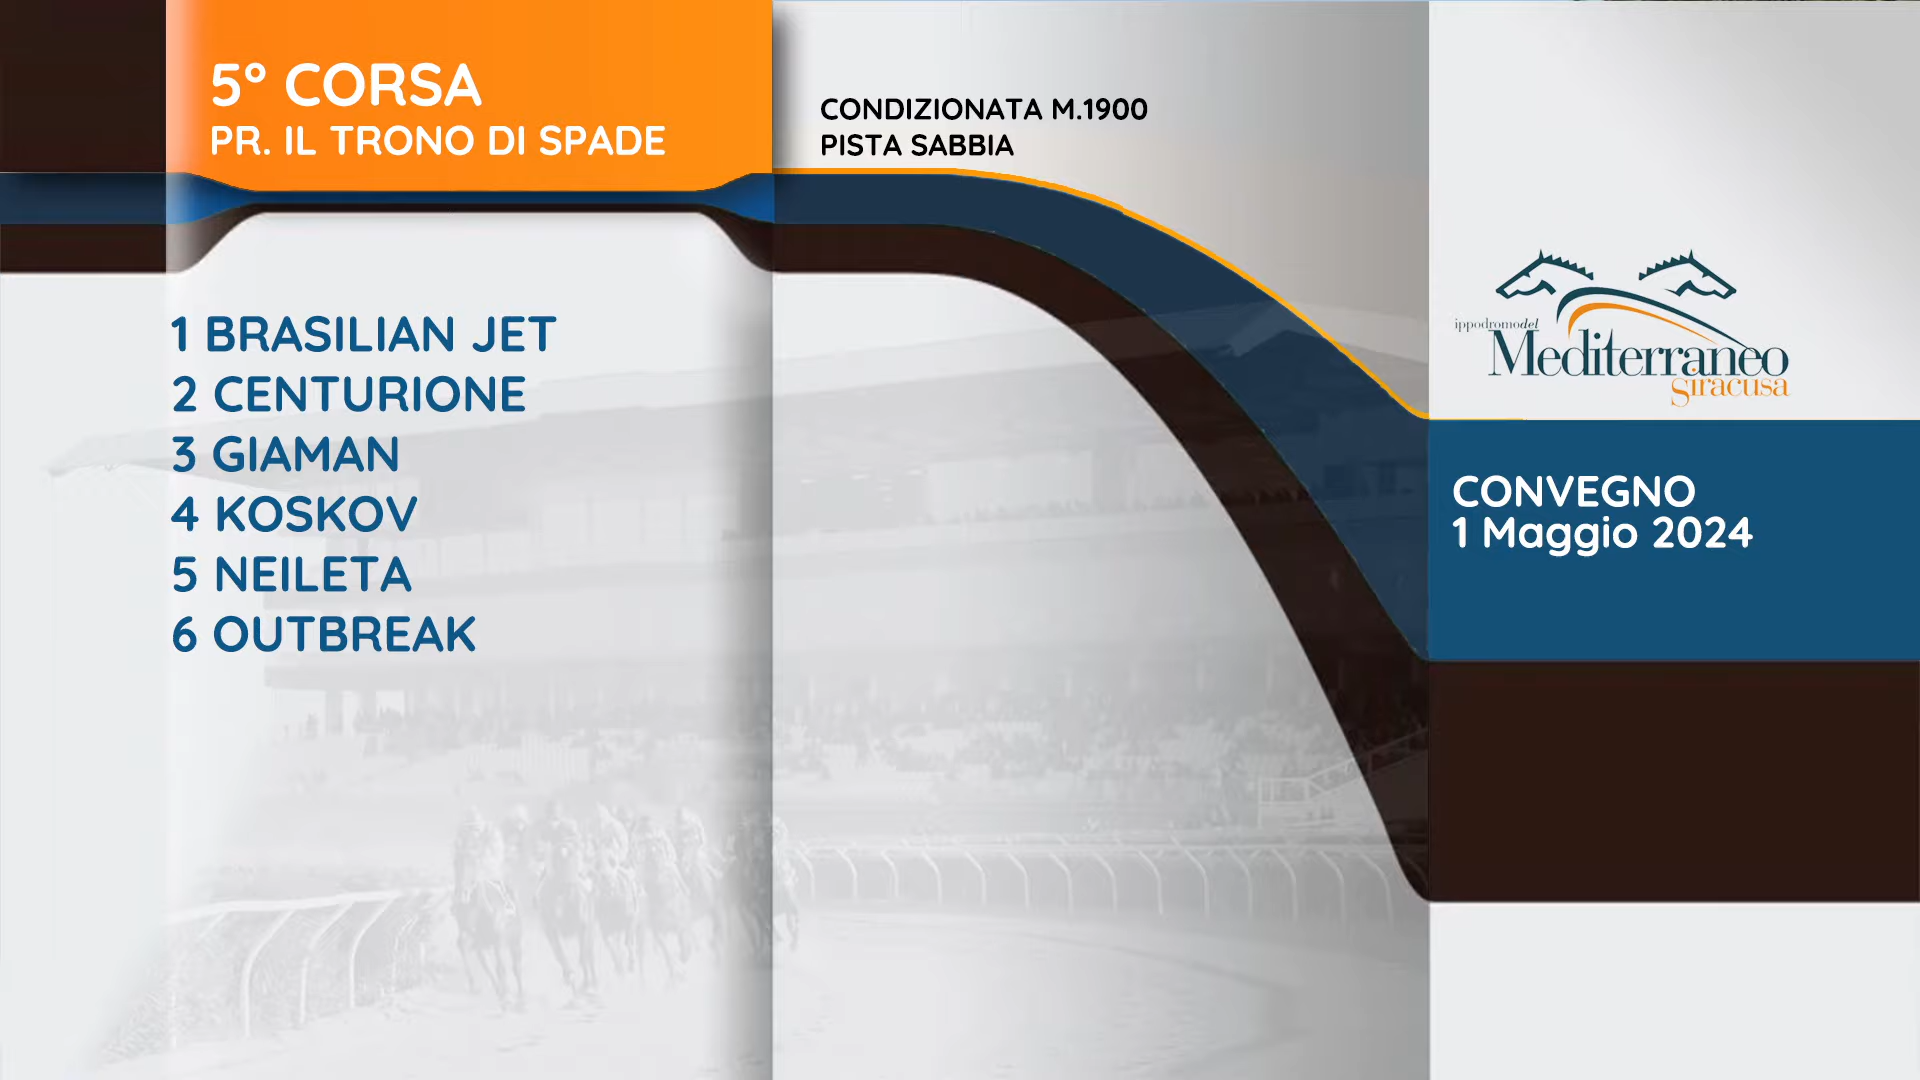 5° CORSA
PR. IL TRONO DI SPADE
CONDIZIONATA M.1900
PISTA SABBIA
1 BRASILIAN JET
2 CENTURIONE
3 GIAMAN
4 KOSKOV
5 NEILETA
6 OUTBREAK
ippodromodel
Mediterraneo
Siracusa
CONVEGNO
1 Maggio 2024